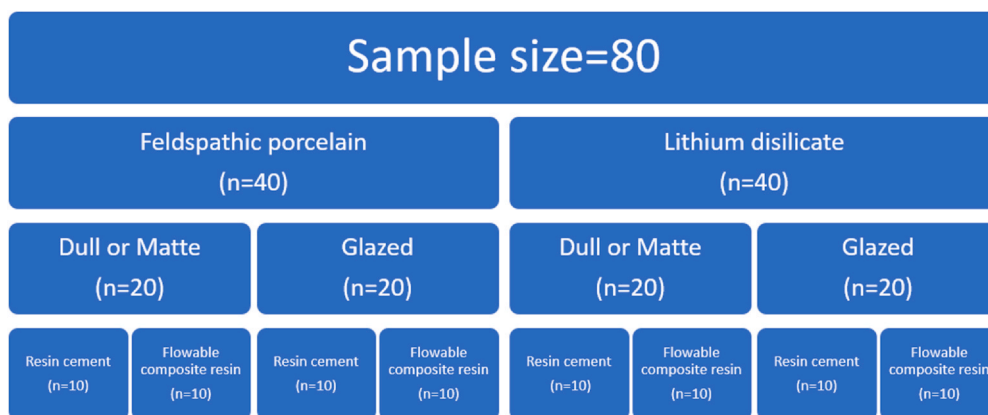 Sample size=80
Feldspathic porcelain
(n=40)
Lithium disilicate
(n=40)
Dull or Matte
(n=20)
Glazed
(n=20)
Dull or Matte
(n=20)
Glazed
(n=20)
Resin cement
(n=10)
Flowable
composite resin
(n=10)
Resin cement
(n=10)
Flowable
composite resin
(n=10)
Resin cement
(n=10)
Flowable
composite resin
(n=10)
Resin cement
(n=10)
Flowable
composite resin
(n=10)